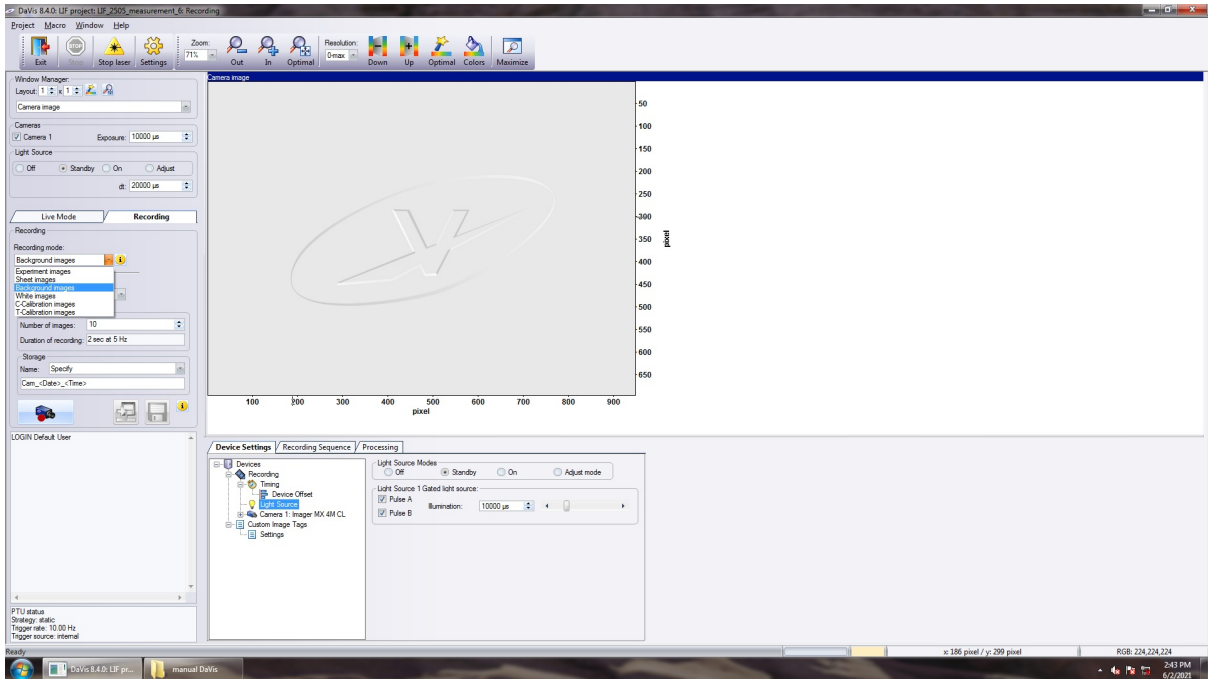 DaVis 8.4.0: LIF project: LIF_2505_measurement_6: Recording
Project Macro Window Help
Exit Stop Stop laser Settings Zoom: 71% Out In Optimal Resolution: 0-max Down Up Optimal Colors Maximize
Window Manager:
Layout: 1 x 1
Camera image
Cameras
Camera 1 Exposure: 10000 µs
Light Source
Off Standby On Adjust
dt: 20000 µs
Live Mode Recording
Recording
Recording mode:
Background images
Experiment images
Sheet images
Background images
White images
C-Calibration images
T-Calibration images
Number of images: 10
Duration of recording: 2 sec at 5 Hz
Storage
Name: Specify
Cam_<Date>_<Time>
LOGIN Default User
PTU status
Strategy: static
Trigger rate: 10.00 Hz
Trigger source: internal
Camera image
50
100
150
200
250
300
350
400
450
500
550
600
650
pixel
100 200 300 400 500 600 700 800 900
pixel
Device Settings Recording Sequence Processing
Devices
Recording
Timing
Device Offset
Light Source
Camera 1: Imager MX 4M CL
Custom Image Tags
Settings
Light Source Modes
Off Standby On Adjust mode
Light Source 1 Gated light source:
Pulse A
Illumination: 10000 µs
Pulse B
Ready x: 186 pixel / y: 299 pixel RGB: 224,224,224
DaVis 8.4.0: LIF pr... manual DaVis
2:43 PM
6/2/2021